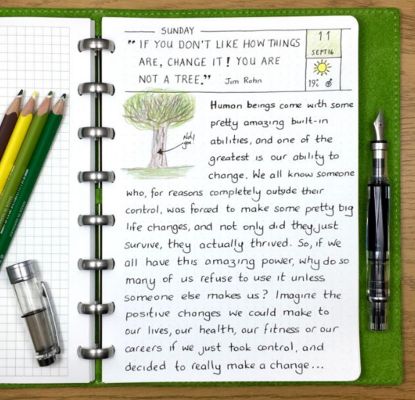 SUNDAY
"IF YOU DON'T LIKE HOW THINGS
ARE, CHANGE IT! YOU ARE
NOT A TREE." Jim Rohn
11
SEPT 16
19°C
Not you!
Human beings come with some
pretty amazing built-in
abilities, and one of the
greatest is our ability to
change. We all know someone
who, for reasons completely outside their
control, was forced to make some pretty big
life changes, and not only did they just
survive, they actually thrived. So, if we
all have this amazing power, why do so
many of us refuse to use it unless
someone else makes us? Imagine the
positive changes we could make to
our lives, our health, our fitness or our
careers if we just took control, and
decided to really make a change...